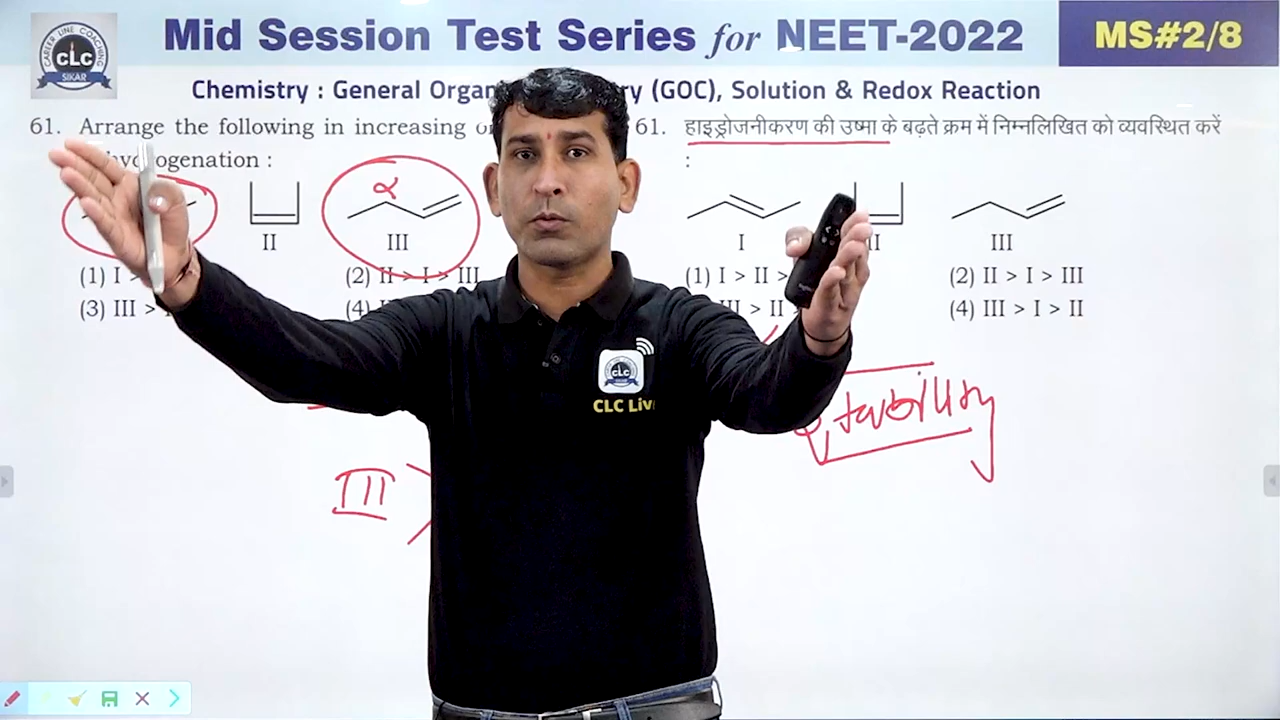 Mid Session Test Series for NEET-2022
MS#2/8
CAREER LINE COACHING
CLC
SIKAR
Chemistry : General Organ ry (GOC), Solution & Redox Reaction
61. Arrange the following in increasing
hydrogenation :
α
II
III
(1) I >
(2) II > I > III
(3) III >
(4)
61. हाइड्रोजनीकरण की उष्मा के बढ़ते क्रम में निम्नलिखित को व्यवस्थित करें
:
I
II
III
(1) I > II >
(2) II > I > III
III > II
(4) III > I > II
CLC
CLC Live
stability
III >